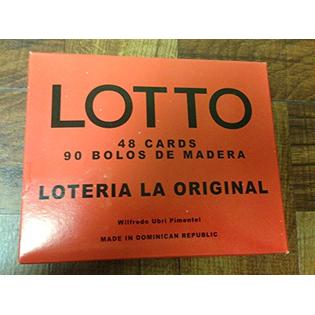 LOTTO
48 CARDS
90 BOLOS DE MADERA
LOTERIA LA ORIGINAL
Wilfredo Ubri Pimentel
MADE IN DOMINICAN REPUBLIC